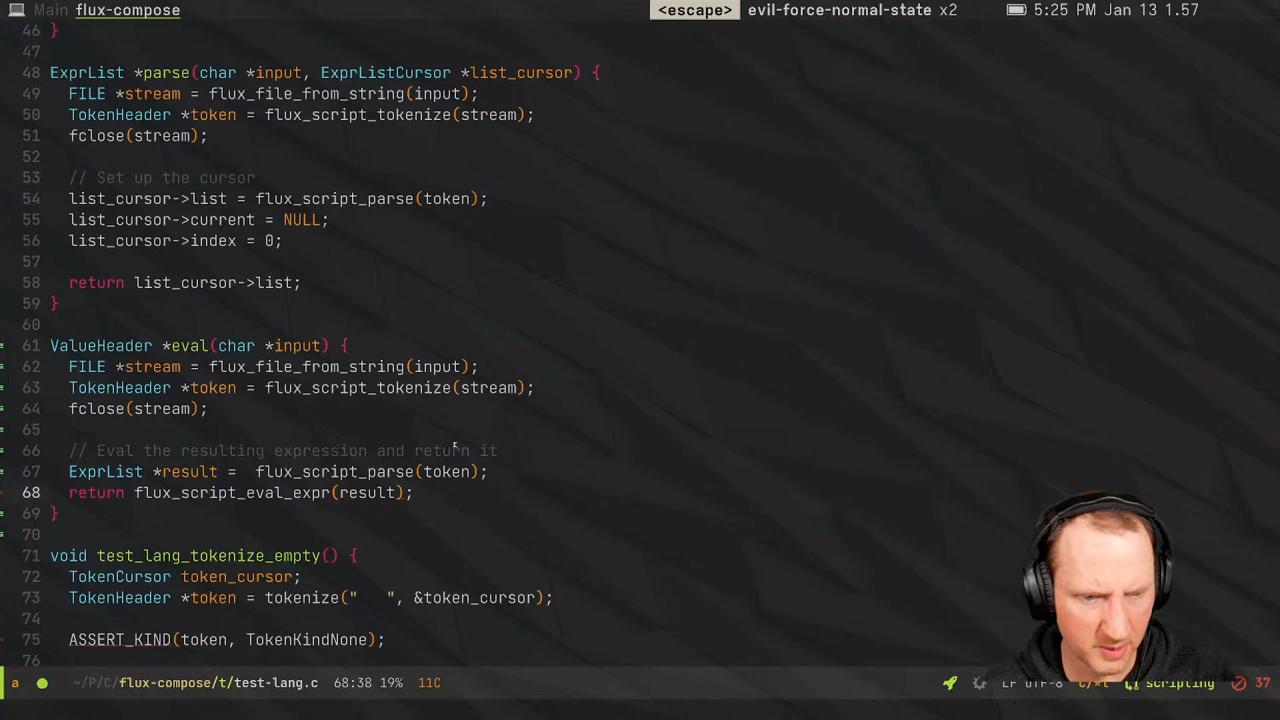 Main flux-compose <escape> evil-force-normal-state x2 5:25 PM Jan 13 1.57
46 }
47
48 ExprList *parse(char *input, ExprListCursor *list_cursor) {
49 FILE *stream = flux_file_from_string(input);
50 TokenHeader *token = flux_script_tokenize(stream);
51 fclose(stream);
52
53 // Set up the cursor
54 list_cursor->list = flux_script_parse(token);
55 list_cursor->current = NULL;
56 list_cursor->index = 0;
57
58 return list_cursor->list;
59 }
60
61 ValueHeader *eval(char *input) {
62 FILE *stream = flux_file_from_string(input);
63 TokenHeader *token = flux_script_tokenize(stream);
64 fclose(stream);
65
66 // Eval the resulting expression and return it
67 ExprList *result =  flux_script_parse(token);
68 return flux_script_eval_expr(result);
69 }
70
71 void test_lang_tokenize_empty() {
72 TokenCursor token_cursor;
73 TokenHeader *token = tokenize("   ", &token_cursor);
74
75 ASSERT_KIND(token, TokenKindNone);
76
a ~/P/C/flux-compose/t/test-lang.c 68:38 19% 11C LF UTF-8 C/*l scripting 37